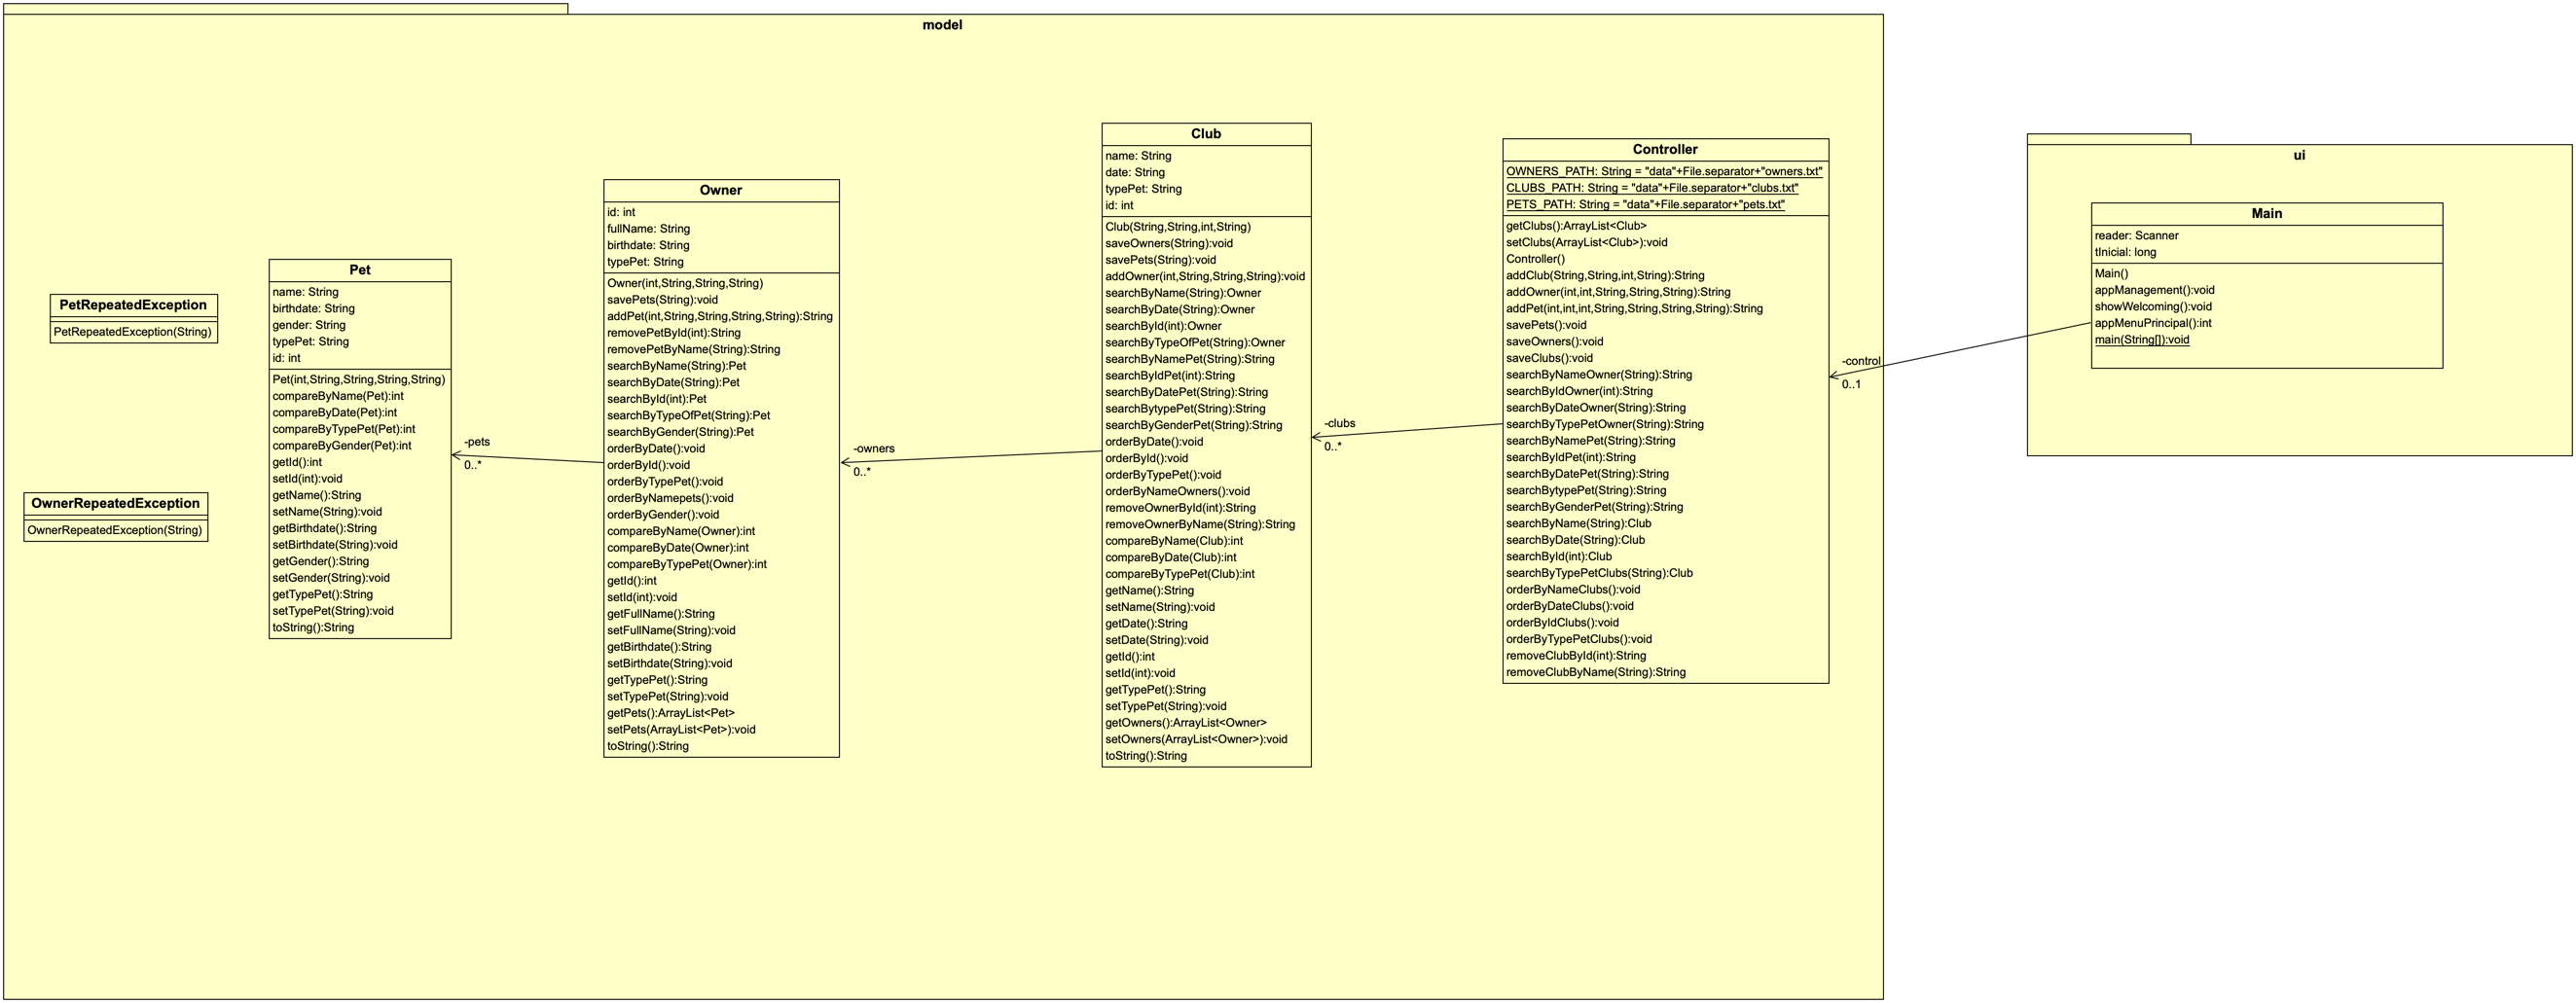 model
PetRepeatedException
PetRepeatedException(String)
OwnerRepeatedException
OwnerRepeatedException(String)
Pet
name: String
birthdate: String
gender: String
typePet: String
id: int
Pet(int,String,String,String,String)
compareByName(Pet):int
compareByDate(Pet):int
compareByTypePet(Pet):int
compareByGender(Pet):int
getId():int
setId(int):void
getName():String
setName(String):void
getBirthdate():String
setBirthdate(String):void
getGender():String
setGender(String):void
getTypePet():String
setTypePet(String):void
toString():String
-pets
0..*
Owner
id: int
fullName: String
birthdate: String
typePet: String
Owner(int,String,String,String)
savePets(String):void
addPet(int,String,String,String,String):String
removePetById(int):String
removePetByName(String):String
searchByName(String):Pet
searchByDate(String):Pet
searchById(int):Pet
searchByTypeOfPet(String):Pet
searchByGender(String):Pet
orderByDate():void
orderById():void
orderByTypePet():void
orderByNamepets():void
orderByGender():void
compareByName(Owner):int
compareByDate(Owner):int
compareByTypePet(Owner):int
getId():int
setId(int):void
getFullName():String
setFullName(String):void
getBirthdate():String
setBirthdate(String):void
getTypePet():String
setTypePet(String):void
getPets():ArrayList<Pet>
setPets(ArrayList<Pet>):void
toString():String
-owners
0..*
Club
name: String
date: String
typePet: String
id: int
Club(String,String,int,String)
saveOwners(String):void
savePets(String):void
addOwner(int,String,String,String):void
searchByName(String):Owner
searchByDate(String):Owner
searchById(int):Owner
searchByTypeOfPet(String):Owner
searchByNamePet(String):String
searchByIdPet(int):String
searchByDatePet(String):String
searchBytypePet(String):String
searchByGenderPet(String):String
orderByDate():void
orderById():void
orderByTypePet():void
orderByNameOwners():void
removeOwnerById(int):String
removeOwnerByName(String):String
compareByName(Club):int
compareByDate(Club):int
compareByTypePet(Club):int
getName():String
setName(String):void
getDate():String
setDate(String):void
getId():int
setId(int):void
getTypePet():String
setTypePet(String):void
getOwners():ArrayList<Owner>
setOwners(ArrayList<Owner>):void
toString():String
-clubs
0..*
Controller
OWNERS_PATH: String = "data"+File.separator+"owners.txt"
CLUBS_PATH: String = "data"+File.separator+"clubs.txt"
PETS_PATH: String = "data"+File.separator+"pets.txt"
getClubs():ArrayList<Club>
setClubs(ArrayList<Club>):void
Controller()
addClub(String,String,int,String):String
addOwner(int,int,String,String,String):String
addPet(int,int,int,String,String,String,String):String
savePets():void
saveOwners():void
saveClubs():void
searchByNameOwner(String):String
searchByIdOwner(int):String
searchByDateOwner(String):String
searchByTypePetOwner(String):String
searchByNamePet(String):String
searchByIdPet(int):String
searchByDatePet(String):String
searchBytypePet(String):String
searchByGenderPet(String):String
searchByName(String):Club
searchByDate(String):Club
searchById(int):Club
searchByTypePetClubs(String):Club
orderByNameClubs():void
orderByDateClubs():void
orderByIdClubs():void
orderByTypePetClubs():void
removeClubById(int):String
removeClubByName(String):String
-control
0..1
ui
Main
reader: Scanner
tInicial: long
Main()
appManagement():void
showWelcoming():void
appMenuPrincipal():int
main(String[]):void